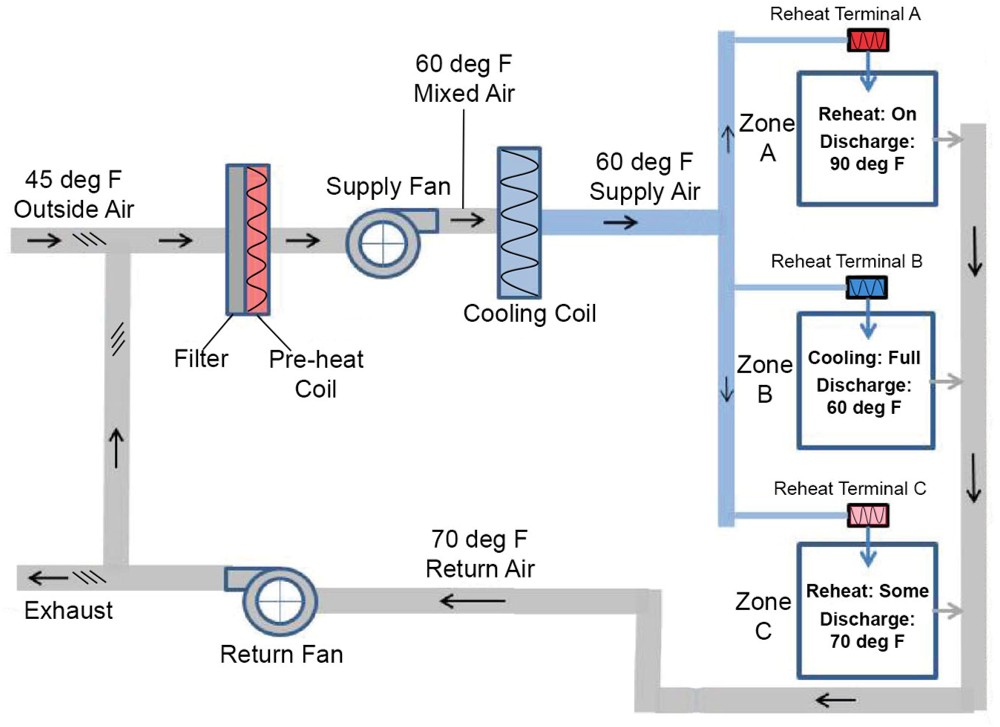 Reheat Terminal A
60 deg F
Mixed Air
Zone
A
Reheat: On
Discharge:
90 deg F
45 deg F
Outside Air
Supply Fan
60 deg F
Supply Air
Reheat Terminal B
Cooling Coil
Filter
Pre-heat
Coil
Zone
B
Cooling: Full
Discharge:
60 deg F
Reheat Terminal C
70 deg F
Return Air
Zone
C
Reheat: Some
Discharge:
70 deg F
Exhaust
Return Fan